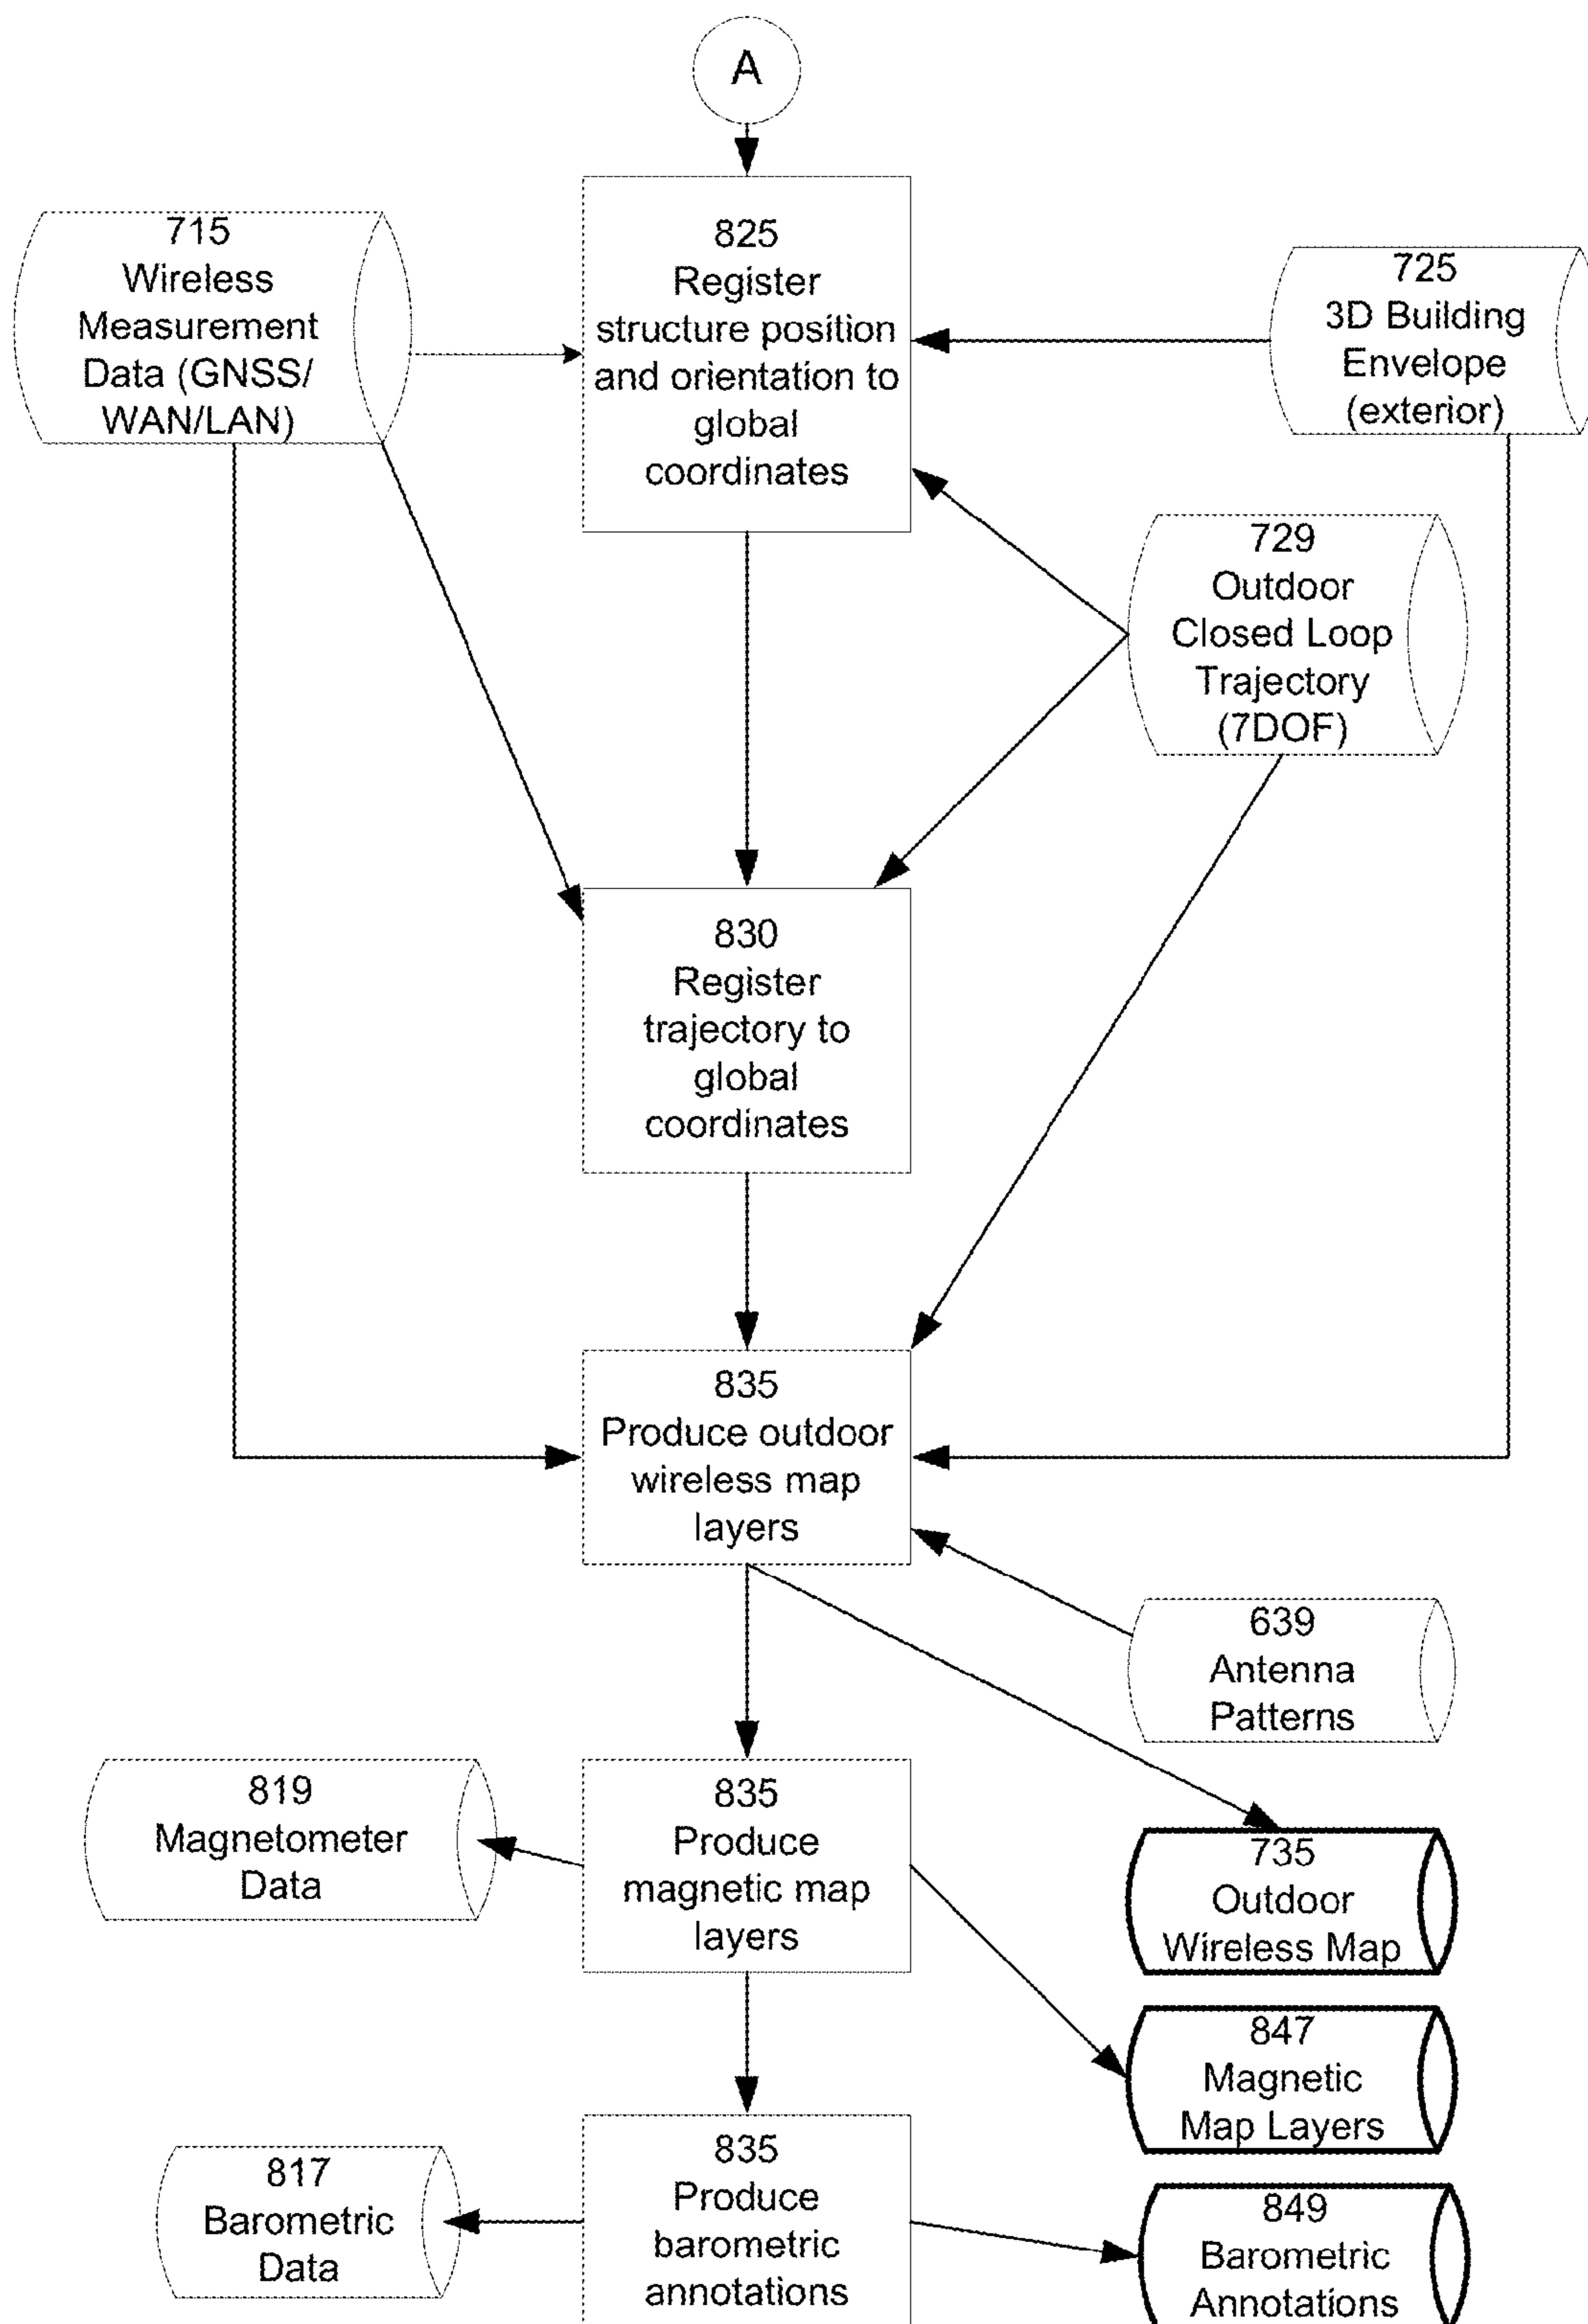 A
715
Wireless
Measurement
Data (GNSS/
WAN/LAN)
825
Register
structure position
and orientation to
global
coordinates
725
3D Building
Envelope
(exterior)
729
Outdoor
Closed Loop
Trajectory
(7DOF)
830
Register
trajectory to
global
coordinates
835
Produce outdoor
wireless map
layers
639
Antenna
Patterns
819
Magnetometer
Data
835
Produce
magnetic map
layers
735
Outdoor
Wireless Map
847
Magnetic
Map Layers
817
Barometric
Data
835
Produce
barometric
annotations
849
Barometric
Annotations